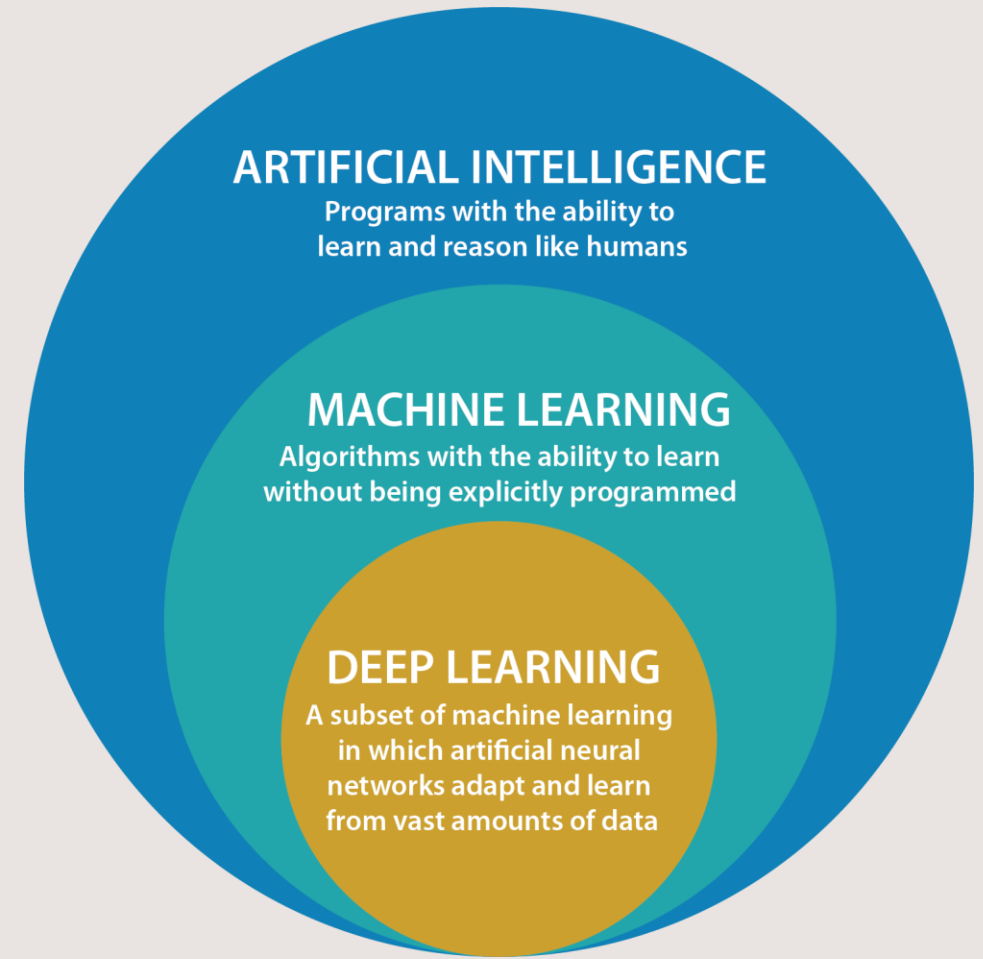 ARTIFICIAL INTELLIGENCE
Programs with the ability to
learn and reason like humans
MACHINE LEARNING
Algorithms with the ability to learn
without being explicitly programmed
DEEP LEARNING
A subset of machine learning
in which artificial neural
networks adapt and learn
from vast amounts of data